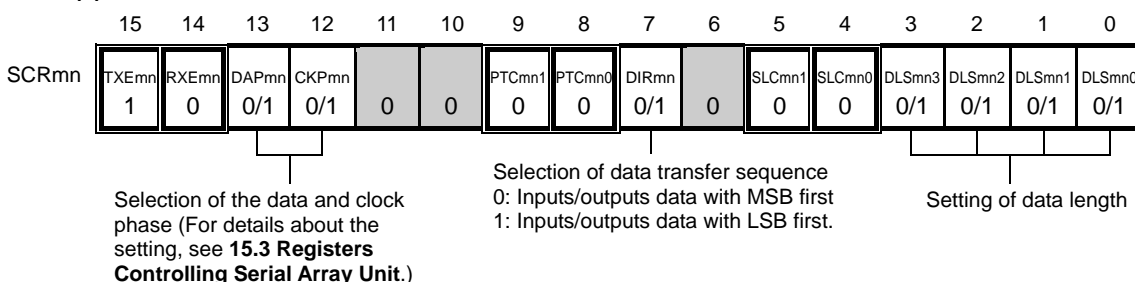 15 14 13 12 11 10 9 8 7 6 5 4 3 2 1 0
SCRmn TXEmn RXEmn DAPmn CKPmn PTCmn1 PTCmn0 DIRmn SLCmn1 SLCmn0 DLSmn3 DLSmn2 DLSmn1 DLSmn0
1 0 0/1 0/1 0 0 0 0 0/1 0 0 0 0/1 0/1 0/1 0/1
Selection of the data and clock
phase (For details about the
setting, see 15.3 Registers
Controlling Serial Array Unit.)
Selection of data transfer sequence
0: Inputs/outputs data with MSB first
1: Inputs/outputs data with LSB first.
Setting of data length